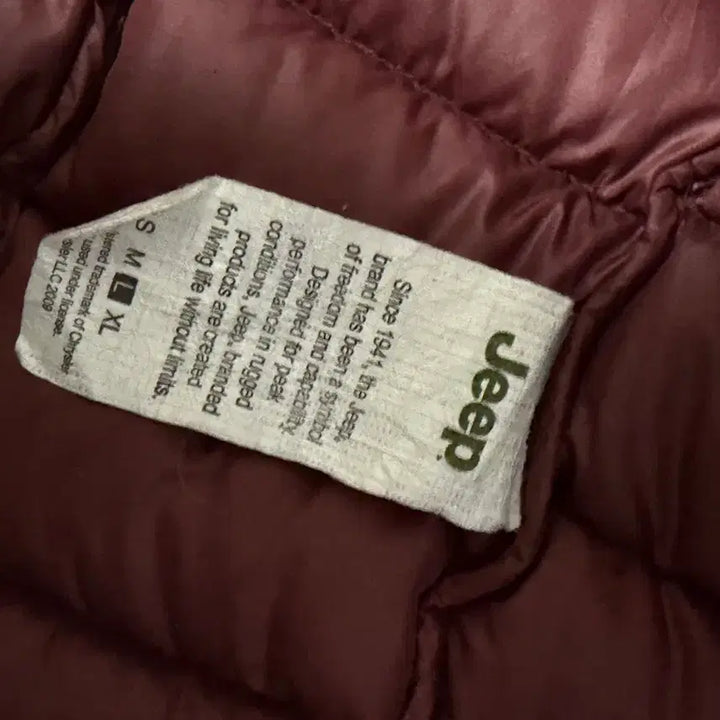 Jeep
Since 1941, the Jeep,
brand has been a Symbol
of freedom and capability.
Designed for peak
performance in rugged
conditions, Jeep, branded
products are created
for living life without limits.
S M L XL
tered trademark of Chrysler
used under license.
sler LLC 2009